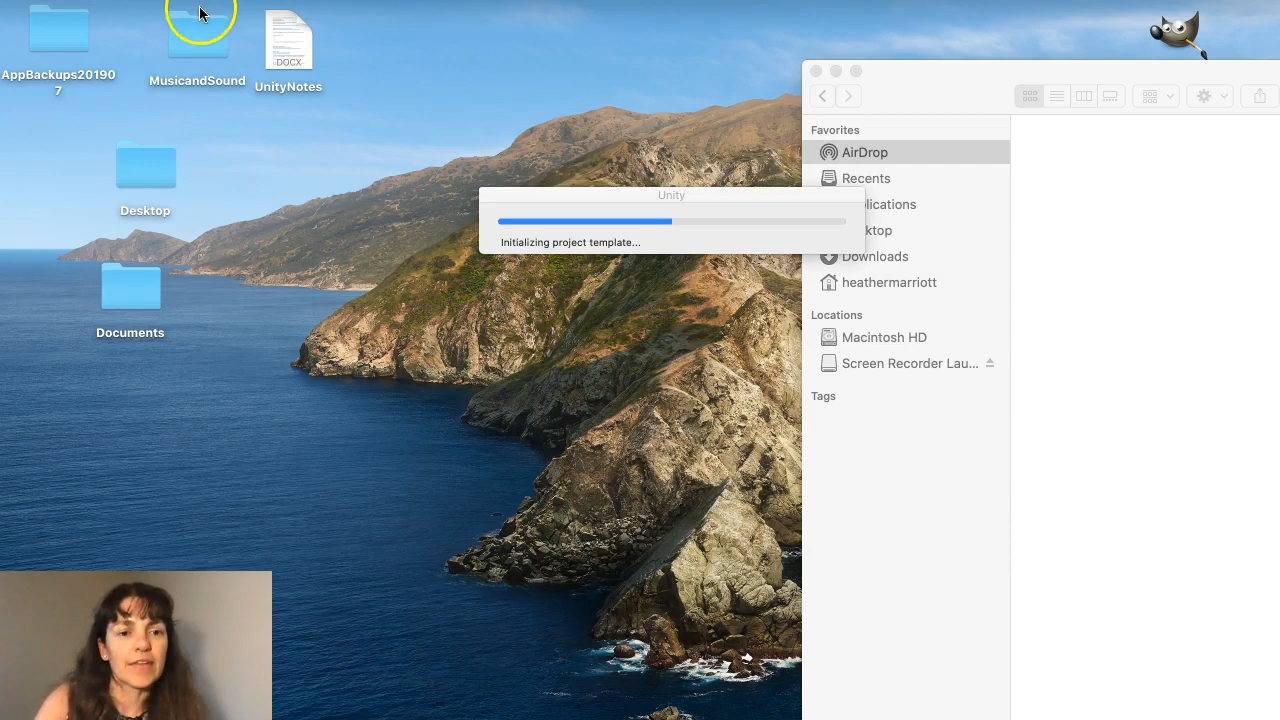 AppBackups20190
7
MusicandSound
DOCX
UnityNotes
Desktop
Documents
Unity
Initializing project template...
Favorites
AirDrop
Recents
plications
ktop
Downloads
heathermarriott
Locations
Macintosh HD
Screen Recorder Lau...
Tags